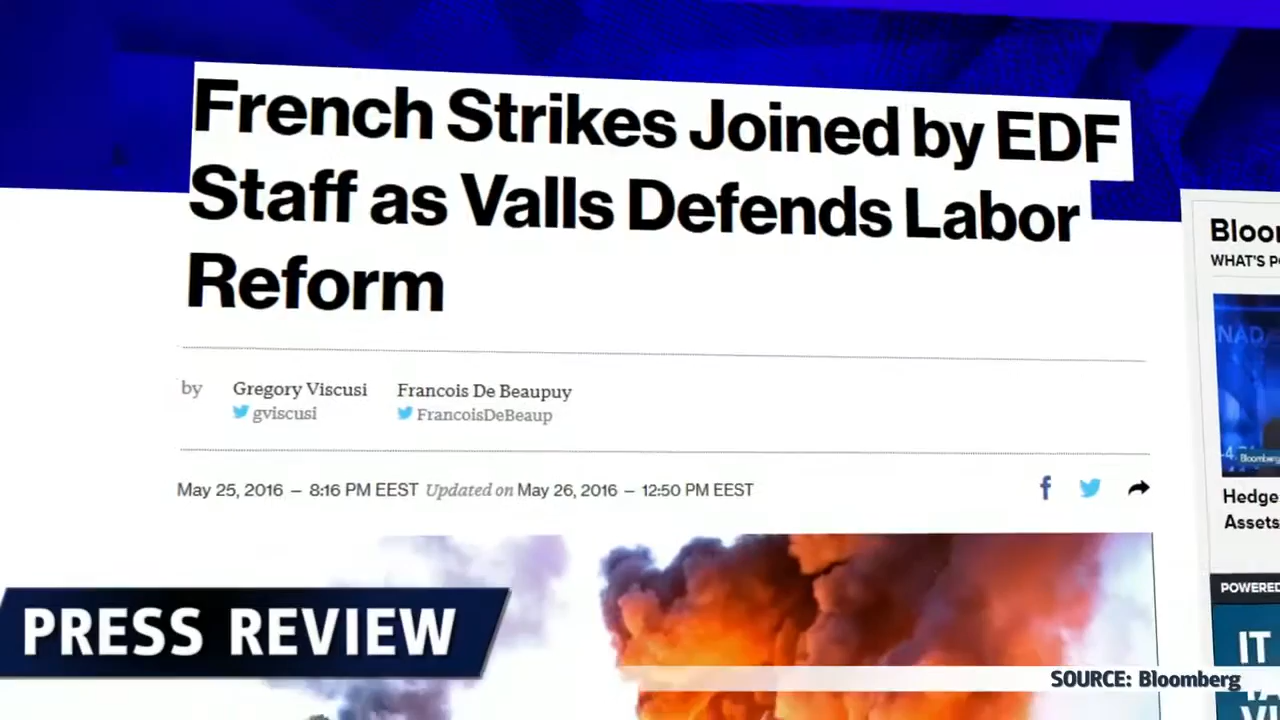 French Strikes Joined by EDF
Staff as Valls Defends Labor
Reform
by Gregory Viscusi Francois De Beaupuy
gviscusi FrancoisDeBeaup
May 25, 2016 – 8:16 PM EEST Updated on May 26, 2016 – 12:50 PM EEST
PRESS REVIEW
SOURCE: Bloomberg
WHAT'S
NAD
Bloomberg
Hedge
Assets
POWERED
IT